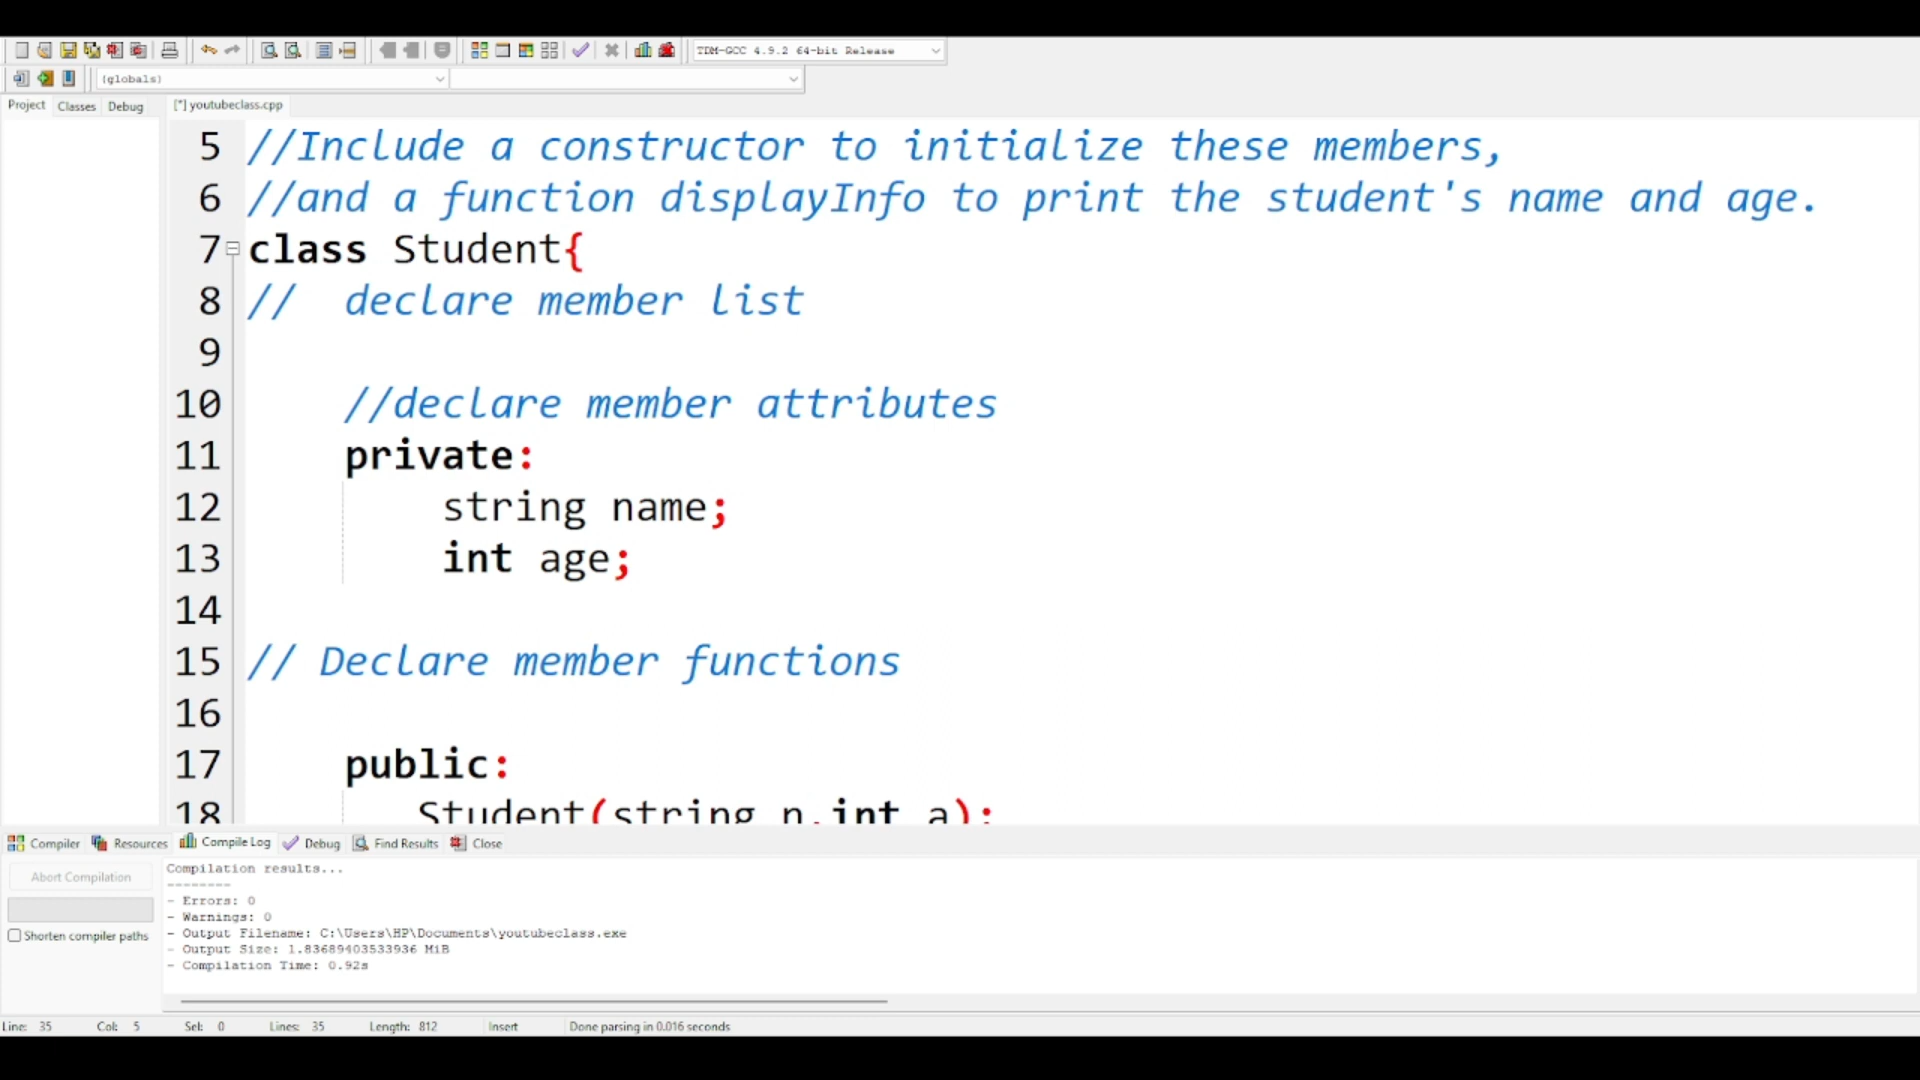 TDM-GCC 4.9.2 64-bit Release
(globals)
Project Classes Debug [*] youtubeclass.cpp
5 //Include a constructor to initialize these members,
6 //and a function displayInfo to print the student's name and age.
7 class Student{
8 //  declare member list
9
10 //declare member attributes
11 private:
12 string name;
13 int age;
14
15 // Declare member functions
16
17 public:
18 Student(string n,int a);
Compiler Resources Compile Log Debug Find Results Close
Abort Compilation
Shorten compiler paths
Compilation results...
--------
- Errors: 0
- Warnings: 0
- Output Filename: C:\Users\HP\Documents\youtubeclass.exe
- Output Size: 1.83689403533936 MiB
- Compilation Time: 0.92s
Line: 35 Col: 5 Sel: 0 Lines: 35 Length: 812 Insert Done parsing in 0.016 seconds